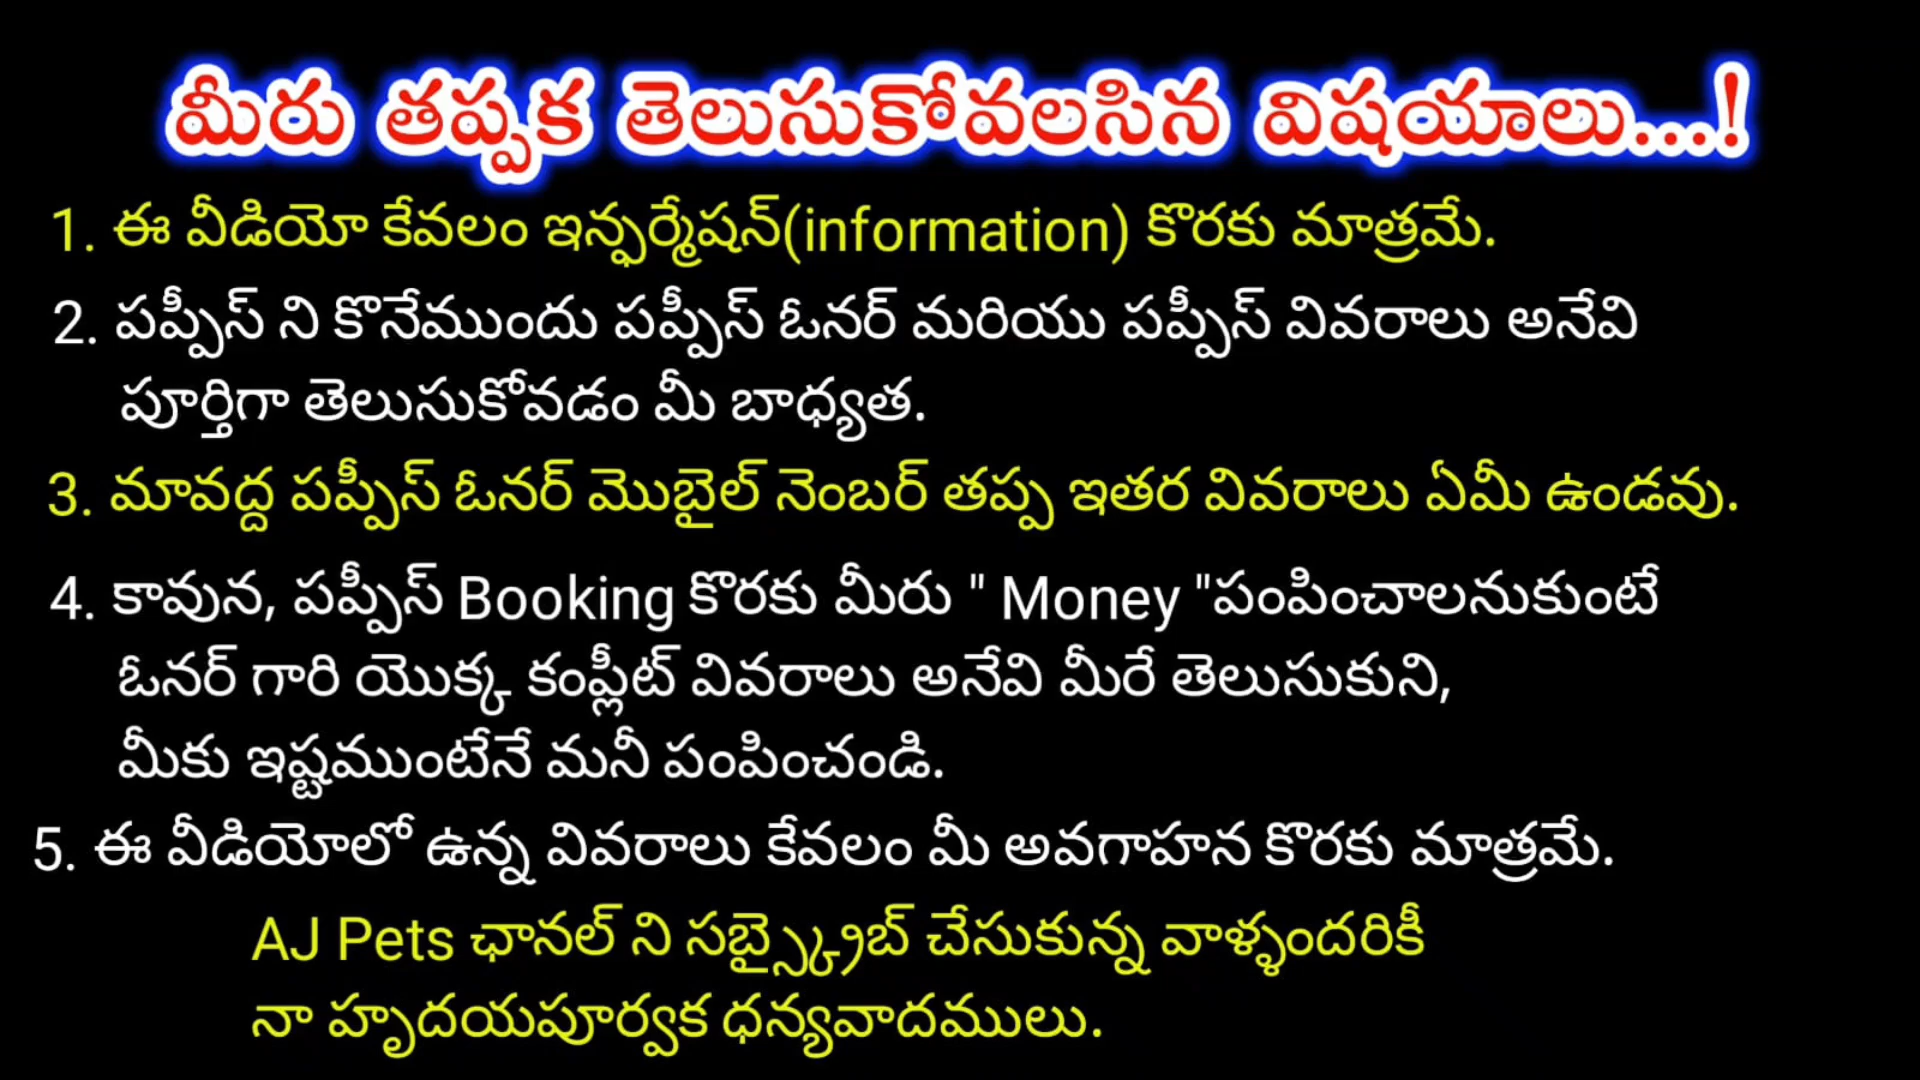 మీరు తప్పక తెలుసుకోవలసిన విషయాలు...!
1. ఈ వీడియో కేవలం ఇన్ఫర్మేషన్(information) కొరకు మాత్రమే.
2. పప్పీస్ ని కొనేముందు పప్పీస్ ఓనర్ మరియు పప్పీస్ వివరాలు అనేవి
పూర్తిగా తెలుసుకోవడం మీ బాధ్యత.
3. మావద్ద పప్పీస్ ఓనర్ మొబైల్ నెంబర్ తప్ప ఇతర వివరాలు ఏమీ ఉండవు.
4. కావున, పప్పీస్ Booking కొరకు మీరు " Money "పంపించాలనుకుంటే
ఓనర్ గారి యొక్క కంప్లీట్ వివరాలు అనేవి మీరే తెలుసుకుని,
మీకు ఇష్టముంటేనే మనీ పంపించండి.
5. ఈ వీడియోలో ఉన్న వివరాలు కేవలం మీ అవగాహన కొరకు మాత్రమే.
AJ Pets ఛానల్ ని సబ్స్క్రైబ్ చేసుకున్న వాళ్ళందరికీ
నా హృదయపూర్వక ధన్యవాదములు.